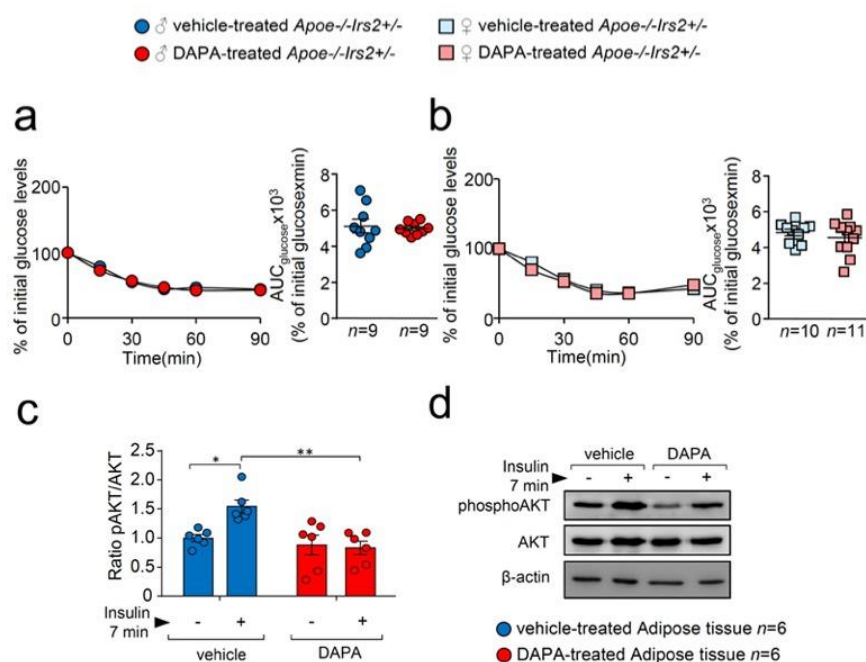 ♂ vehicle-treated Apoe-/-Irs2+/-
♀ vehicle-treated Apoe-/-Irs2+/-
♂ DAPA-treated Apoe-/-Irs2+/-
♀ DAPA-treated Apoe-/-Irs2+/-
a
% of initial glucose levels
200
100
0
0 15 30 45 60 90
Time(min)
AUCglucosex10³
(% of initial glucosexmin)
8
6
4
2
0
n=9 n=9
b
% of initial glucose levels
200
100
0
0 15 30 45 60 90
Time(min)
AUCglucosex10³
(% of initial glucosexmin)
8
6
4
2
0
n=10 n=11
c
Ratio pAKT/AKT
2.5
2.0
1.5
1.0
0.5
0
*
**
Insulin
7 min
- + - +
vehicle DAPA
d
vehicle DAPA
Insulin
7 min
- + - +
phosphoAKT
AKT
β-actin
vehicle-treated Adipose tissue n=6
DAPA-treated Adipose tissue n=6